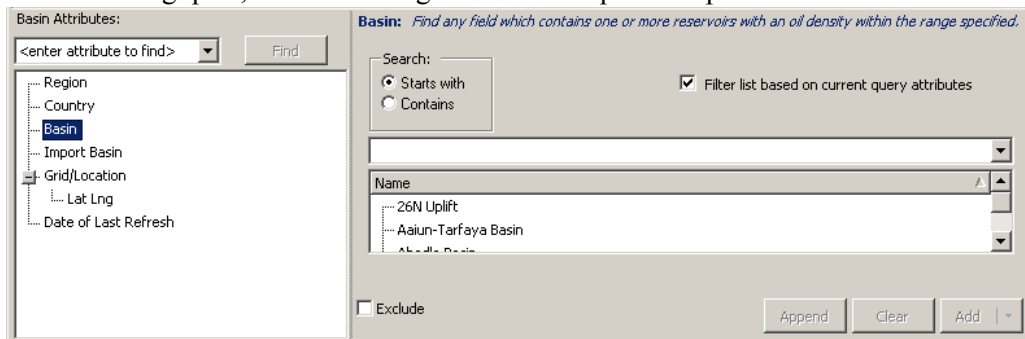 Basin Attributes:
<enter attribute to find>
Find
Region
Country
Basin
Import Basin
Grid/Location
Lat Lng
Date of Last Refresh
Basin: Find any field which contains one or more reservoirs with an oil density within the range specified.
Search:
Starts with
Contains
Filter list based on current query attributes
Name
26N Uplift
Aaiun-Tarfaya Basin
Exclude
Append
Clear
Add